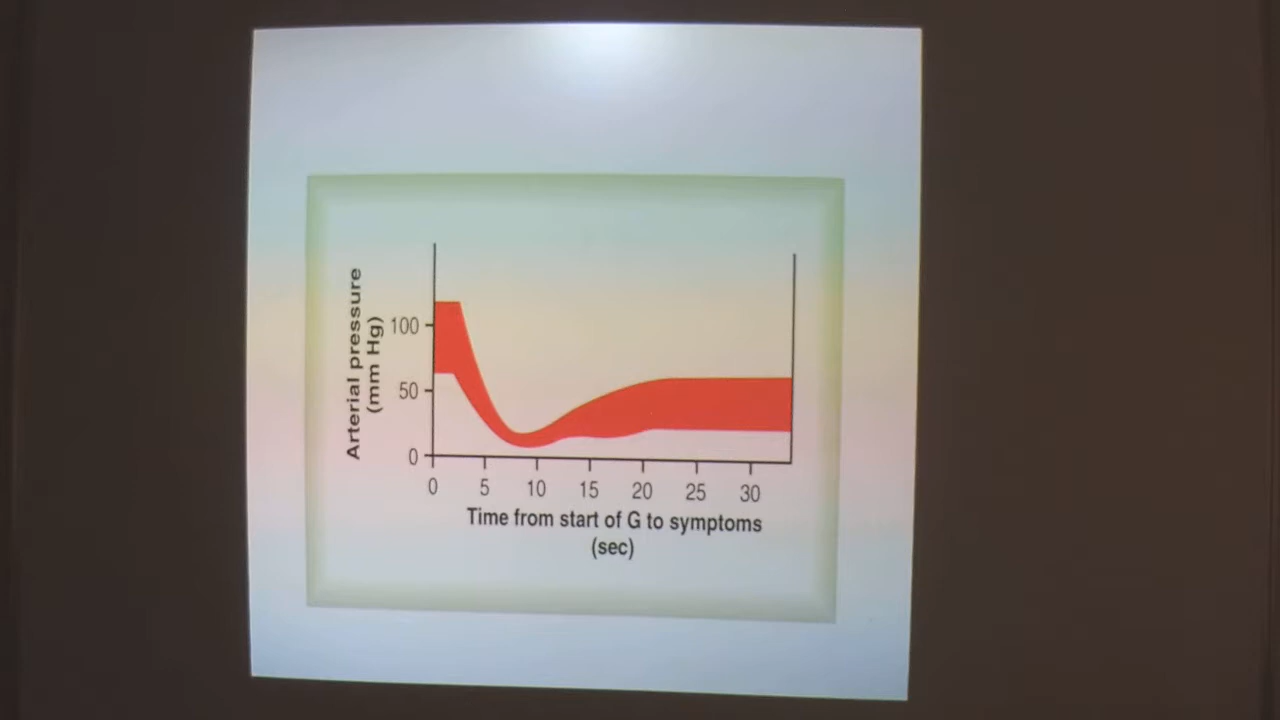 Arterial pressure
(mm Hg)
100
50
0
0 5 10 15 20 25 30
Time from start of G to symptoms
(sec)